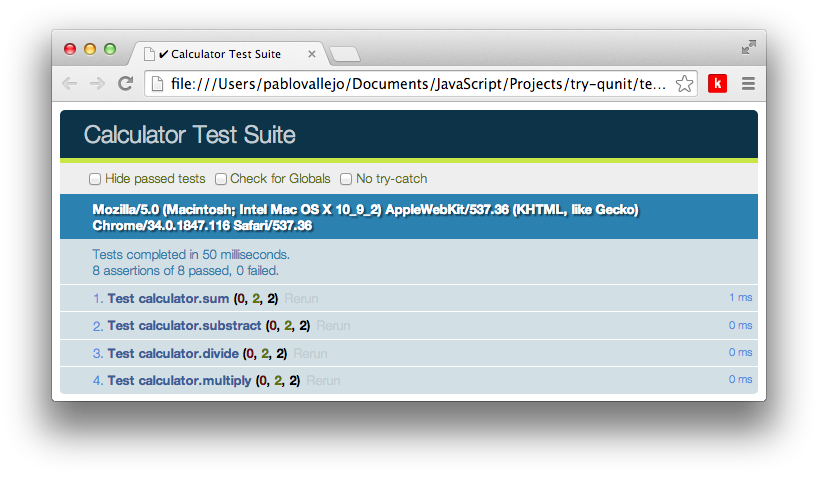 ✔ Calculator Test Suite
file:///Users/pablovallejo/Documents/JavaScript/Projects/try-qunit/te...
k
Calculator Test Suite
Hide passed tests Check for Globals No try-catch
Mozilla/5.0 (Macintosh; Intel Mac OS X 10_9_2) AppleWebKit/537.36 (KHTML, like Gecko)
Chrome/34.0.1847.116 Safari/537.36
Tests completed in 50 milliseconds.
8 assertions of 8 passed, 0 failed.
1. Test calculator.sum (0, 2, 2) Rerun 1 ms
2. Test calculator.substract (0, 2, 2) Rerun 0 ms
3. Test calculator.divide (0, 2, 2) Rerun 0 ms
4. Test calculator.multiply (0, 2, 2) Rerun 0 ms